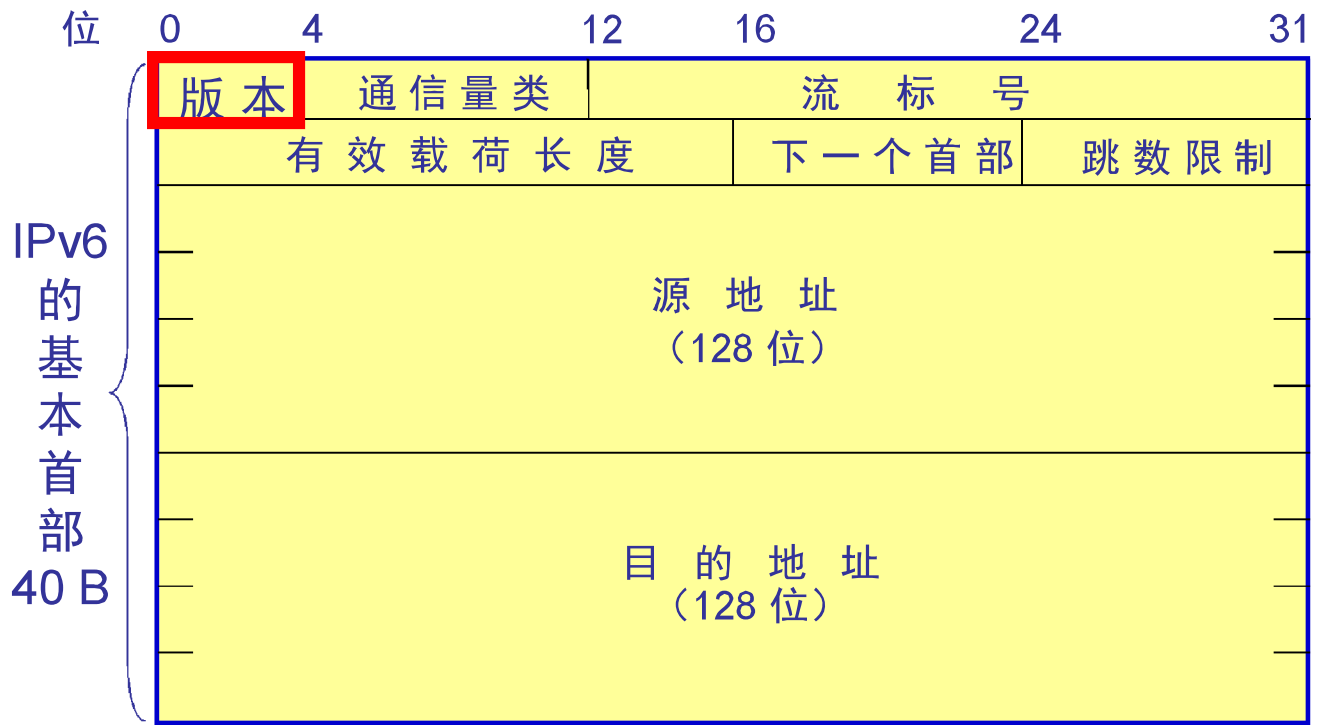 位 0 4 12 16 24 31
版本 通信量类 流标号
有效载荷长度 下一个首部 跳数限制
IPv6
的
基
本
首
部
40 B
源地址
（128 位）
目的地址
（128 位）